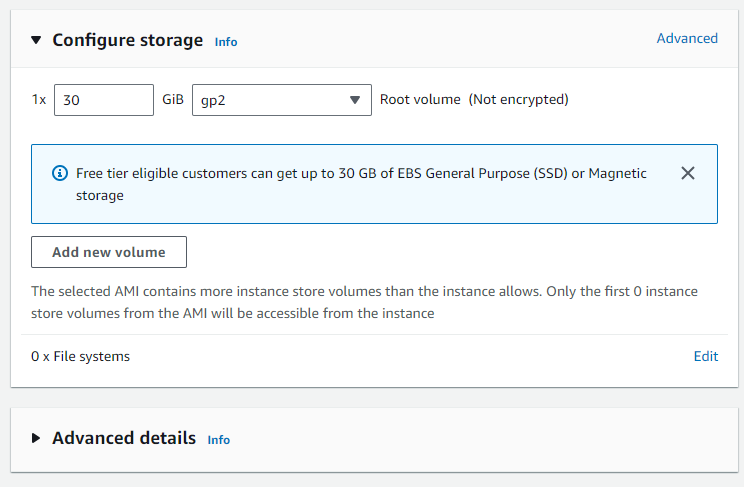 Configure storage Info Advanced
1x 30 GiB gp2 Root volume (Not encrypted)
Free tier eligible customers can get up to 30 GB of EBS General Purpose (SSD) or Magnetic
storage
Add new volume
The selected AMI contains more instance store volumes than the instance allows. Only the first 0 instance
store volumes from the AMI will be accessible from the instance
0 x File systems Edit
Advanced details Info